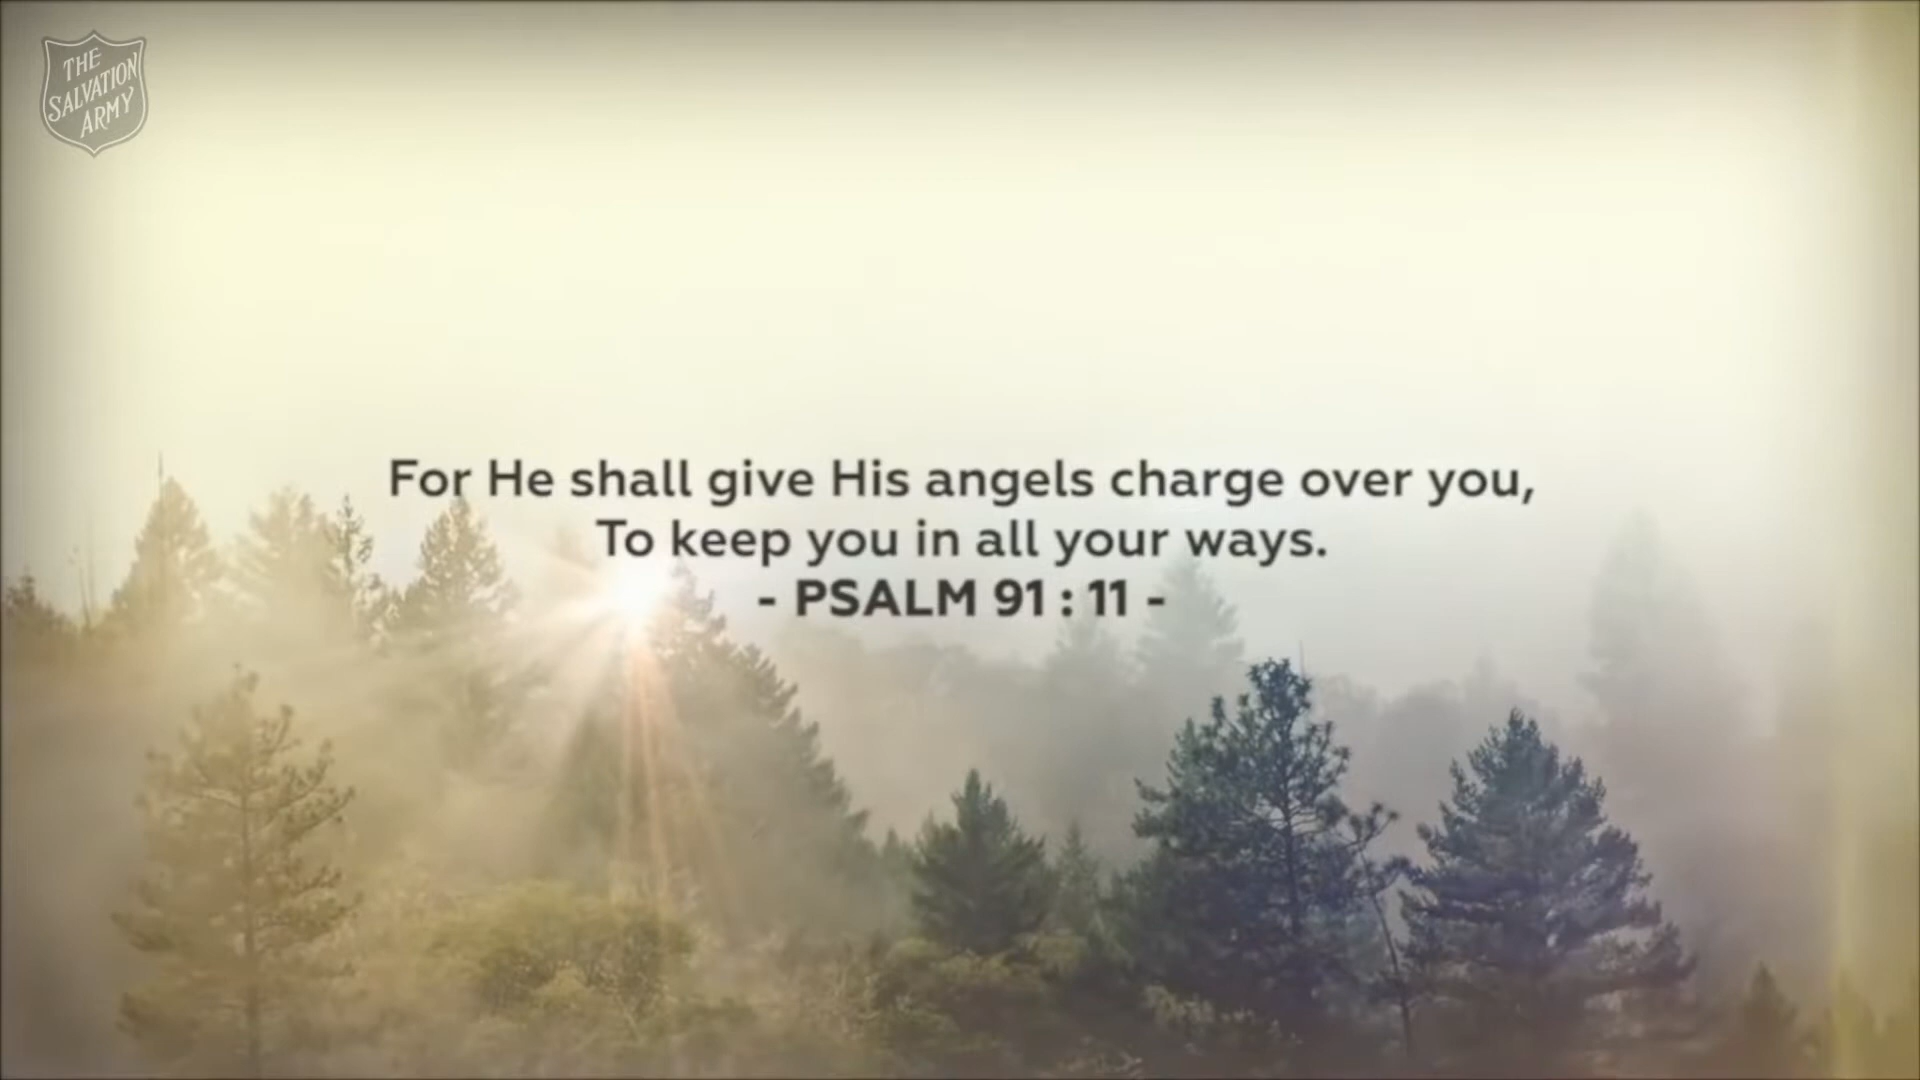 THE
SALVATION
ARMY
For He shall give His angels charge over you,
To keep you in all your ways.
- PSALM 91 : 11 -